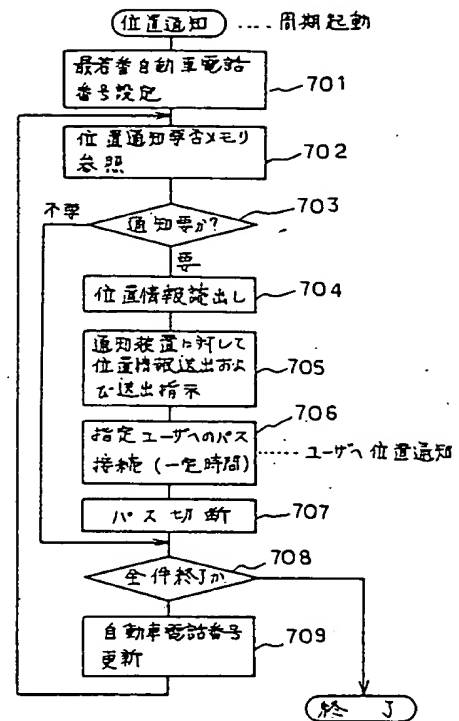 位置通知 ‥‥ 周期起動
最若番自動車電話
番号設定
701
位置通知要否メモリ
参照
702
不要
通知要か?
703
要
位置情報読出し
704
通知装置に対して
位置情報送出およ
び送出指示
705
706
指定ユーザへのパス
接続(一定時間)
‥‥‥ ユーザへ位置通知
パス切断
707
708
全件終了か
自動車電話番号
更新
709
終了